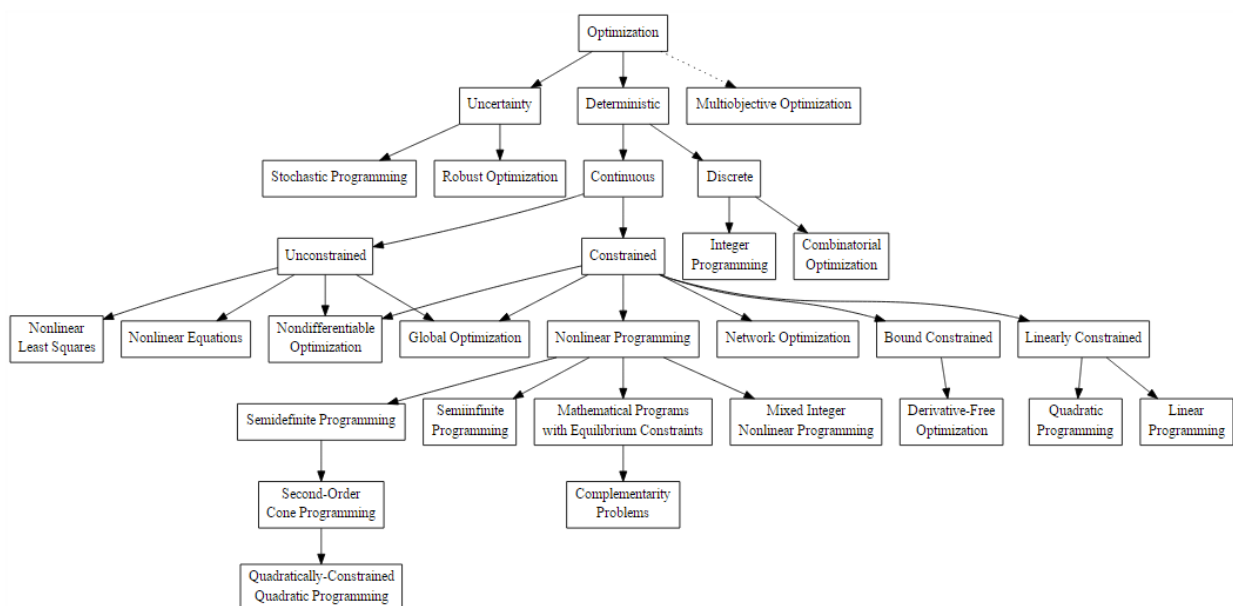 Optimization
Uncertainty
Deterministic
Multiobjective Optimization
Stochastic Programming
Robust Optimization
Continuous
Discrete
Unconstrained
Constrained
Integer
Programming
Combinatorial
Optimization
Nonlinear
Least Squares
Nonlinear Equations
Nondifferentiable
Optimization
Global Optimization
Nonlinear Programming
Network Optimization
Bound Constrained
Linearly Constrained
Semidefinite Programming
Semiinfinite
Programming
Mathematical Programs
with Equilibrium Constraints
Mixed Integer
Nonlinear Programming
Derivative-Free
Optimization
Quadratic
Programming
Linear
Programming
Second-Order
Cone Programming
Complementarity
Problems
Quadratically-Constrained
Quadratic Programming